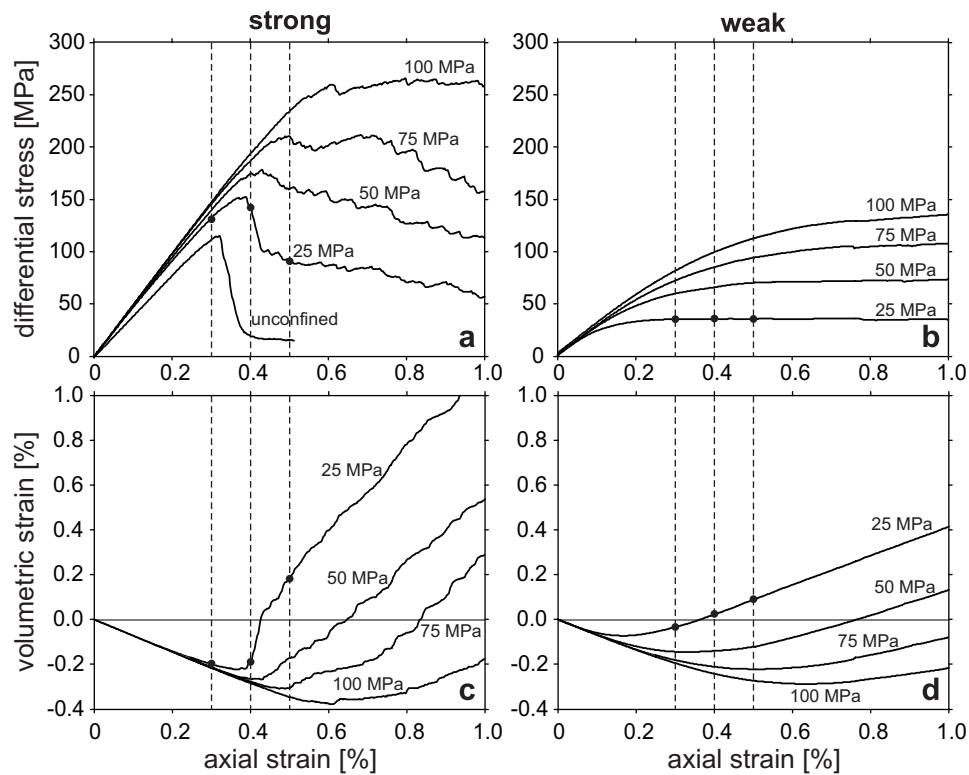 strong
weak
differential stress [MPa]
300
250
200
150
100
50
0
100 MPa
75 MPa
50 MPa
25 MPa
unconfined
a
0 0.2 0.4 0.6 0.8 1.0
300
250
200
150
100
50
0
100 MPa
75 MPa
50 MPa
25 MPa
b
0 0.2 0.4 0.6 0.8 1.0
volumetric strain [%]
1.0
0.8
0.6
0.4
0.2
0.0
-0.2
-0.4
25 MPa
50 MPa
75 MPa
100 MPa
c
0 0.2 0.4 0.6 0.8 1.0
axial strain [%]
1.0
0.8
0.6
0.4
0.2
0.0
-0.2
-0.4
25 MPa
50 MPa
75 MPa
100 MPa
d
0 0.2 0.4 0.6 0.8 1.0
axial strain [%]